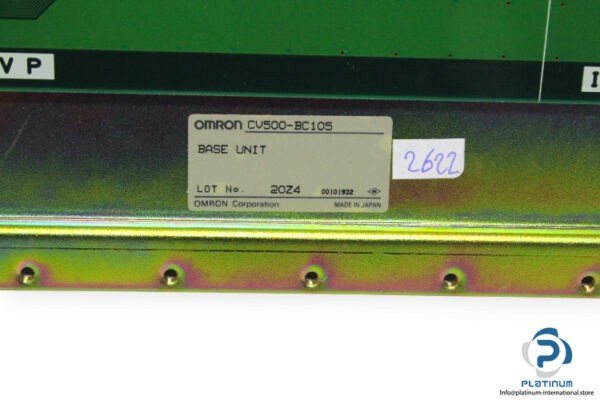 V P
I
OMRON CV500-BC105
BASE UNIT
2622
LOT No. 20Z4 00101932
OMRON Corporation MADE IN JAPAN
PLATINUM
Info@platinum-international.store